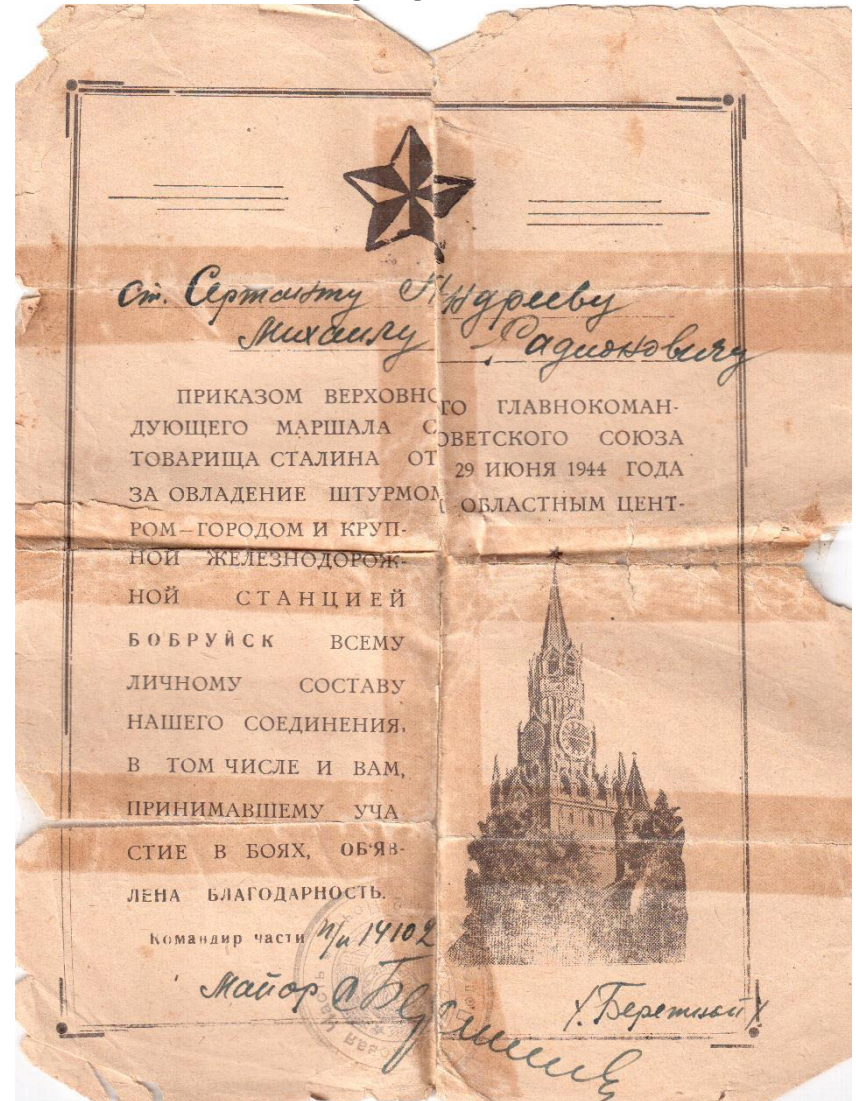 ст. Сержанту Андрееву
Михаилу Радионовичу
ПРИКАЗОМ ВЕРХОВНОГО ГЛАВНОКОМАН-
ДУЮЩЕГО МАРШАЛА СОВЕТСКОГО СОЮЗА
ТОВАРИЩА СТАЛИНА ОТ 29 ИЮНЯ 1944 ГОДА
ЗА ОВЛАДЕНИЕ ШТУРМОМ ОБЛАСТНЫМ ЦЕНТ-
РОМ—ГОРОДОМ И КРУП-
НОЙ ЖЕЛЕЗНОДОРОЖ-
НОЙ СТАНЦИЕЙ
БОБРУЙСК ВСЕМУ
ЛИЧНОМУ СОСТАВУ
НАШЕГО СОЕДИНЕНИЯ,
В ТОМ ЧИСЛЕ И ВАМ,
ПРИНИМАВШЕМУ УЧА
СТИЕ В БОЯХ, ОБ'ЯВ-
ЛЕНА БЛАГОДАРНОСТЬ.
Командир части п/п 14102
Майор /Бережной/